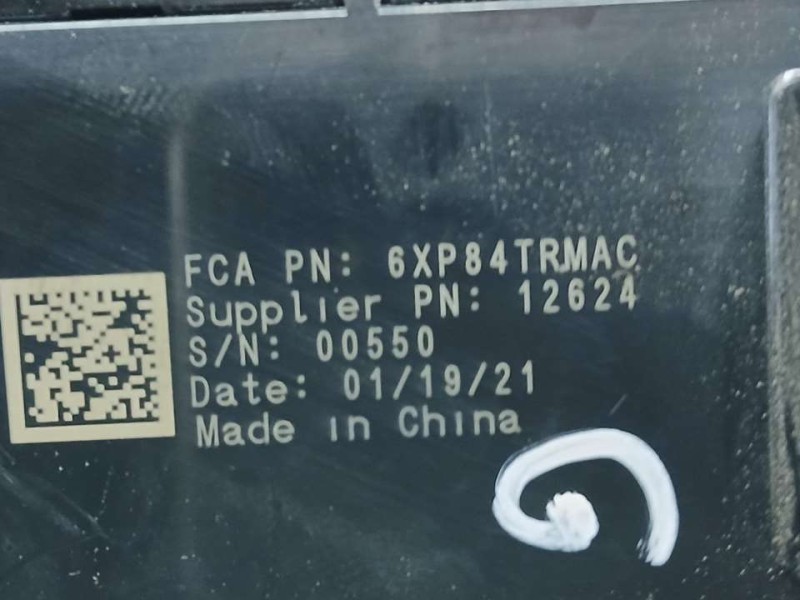 FCA PN: 6XP84TRMAC
Supplier PN: 12624
S/N: 00550
Date: 01/19/21
Made in China